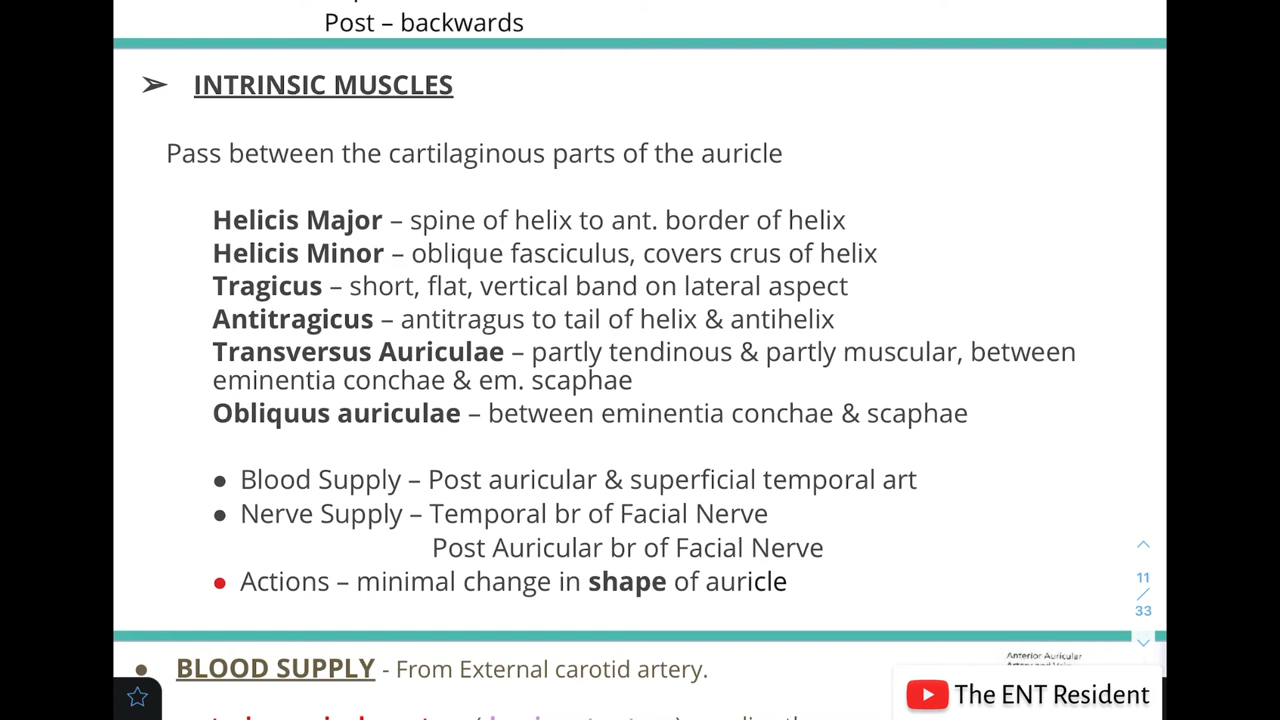 Post – backwards
➢ INTRINSIC MUSCLES
Pass between the cartilaginous parts of the auricle
Helicis Major – spine of helix to ant. border of helix
Helicis Minor – oblique fasciculus, covers crus of helix
Tragicus – short, flat, vertical band on lateral aspect
Antitragicus – antitragus to tail of helix & antihelix
Transversus Auriculae – partly tendinous & partly muscular, between
eminentia conchae & em. scaphae
Obliquus auriculae – between eminentia conchae & scaphae
● Blood Supply – Post auricular & superficial temporal art
● Nerve Supply – Temporal br of Facial Nerve
Post Auricular br of Facial Nerve
● Actions – minimal change in shape of auricle
11
/
33
● BLOOD SUPPLY - From External carotid artery.
Anterior Auricular
The ENT Resident